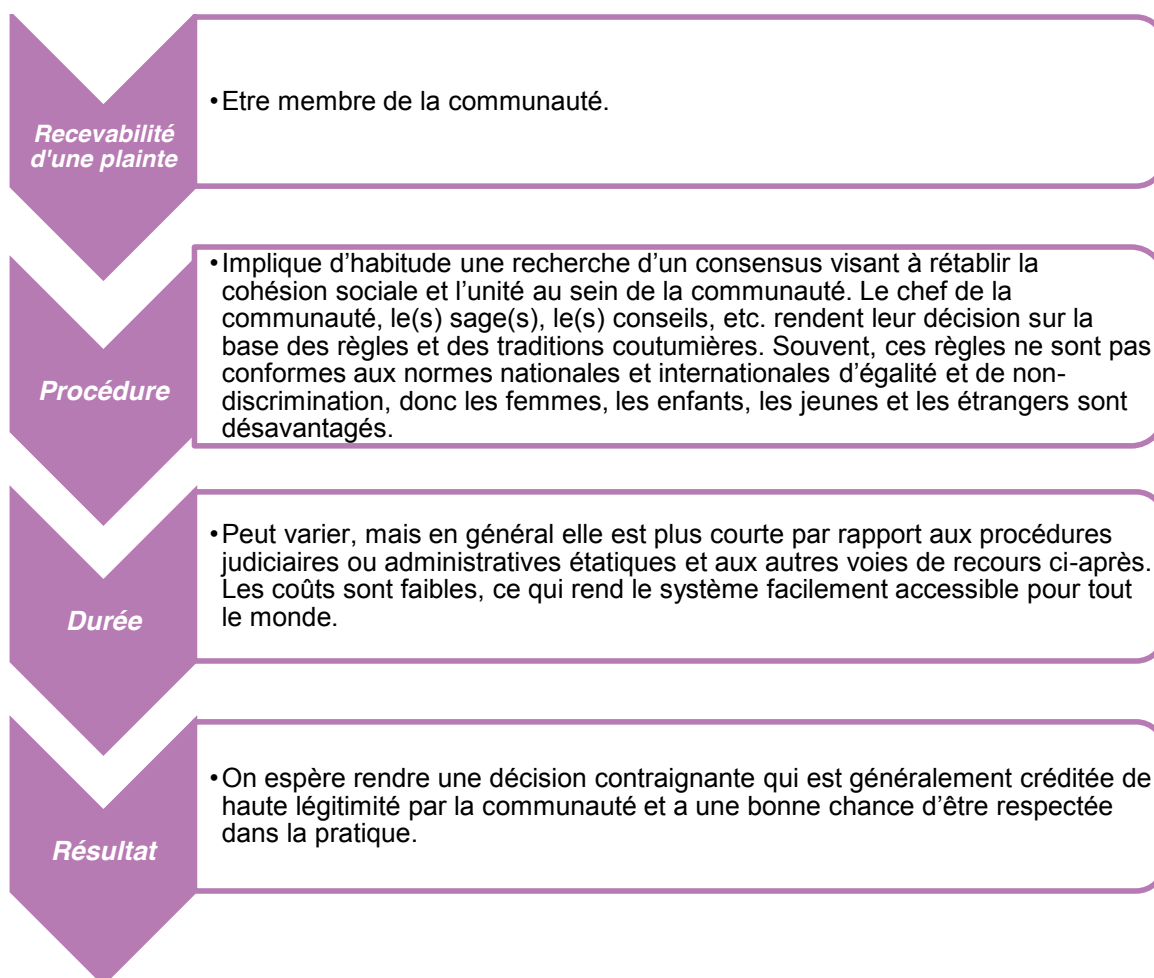 Recevabilité
d'une plainte
•Etre membre de la communauté.
Procédure
•Implique d’habitude une recherche d’un consensus visant à rétablir la
cohésion sociale et l’unité au sein de la communauté. Le chef de la
communauté, le(s) sage(s), le(s) conseils, etc. rendent leur décision sur la
base des règles et des traditions coutumières. Souvent, ces règles ne sont pas
conformes aux normes nationales et internationales d’égalité et de non-
discrimination, donc les femmes, les enfants, les jeunes et les étrangers sont
désavantagés.
Durée
•Peut varier, mais en général elle est plus courte par rapport aux procédures
judiciaires ou administratives étatiques et aux autres voies de recours ci-après.
Les coûts sont faibles, ce qui rend le système facilement accessible pour tout
le monde.
Résultat
•On espère rendre une décision contraignante qui est généralement créditée de
haute légitimité par la communauté et a une bonne chance d’être respectée
dans la pratique.